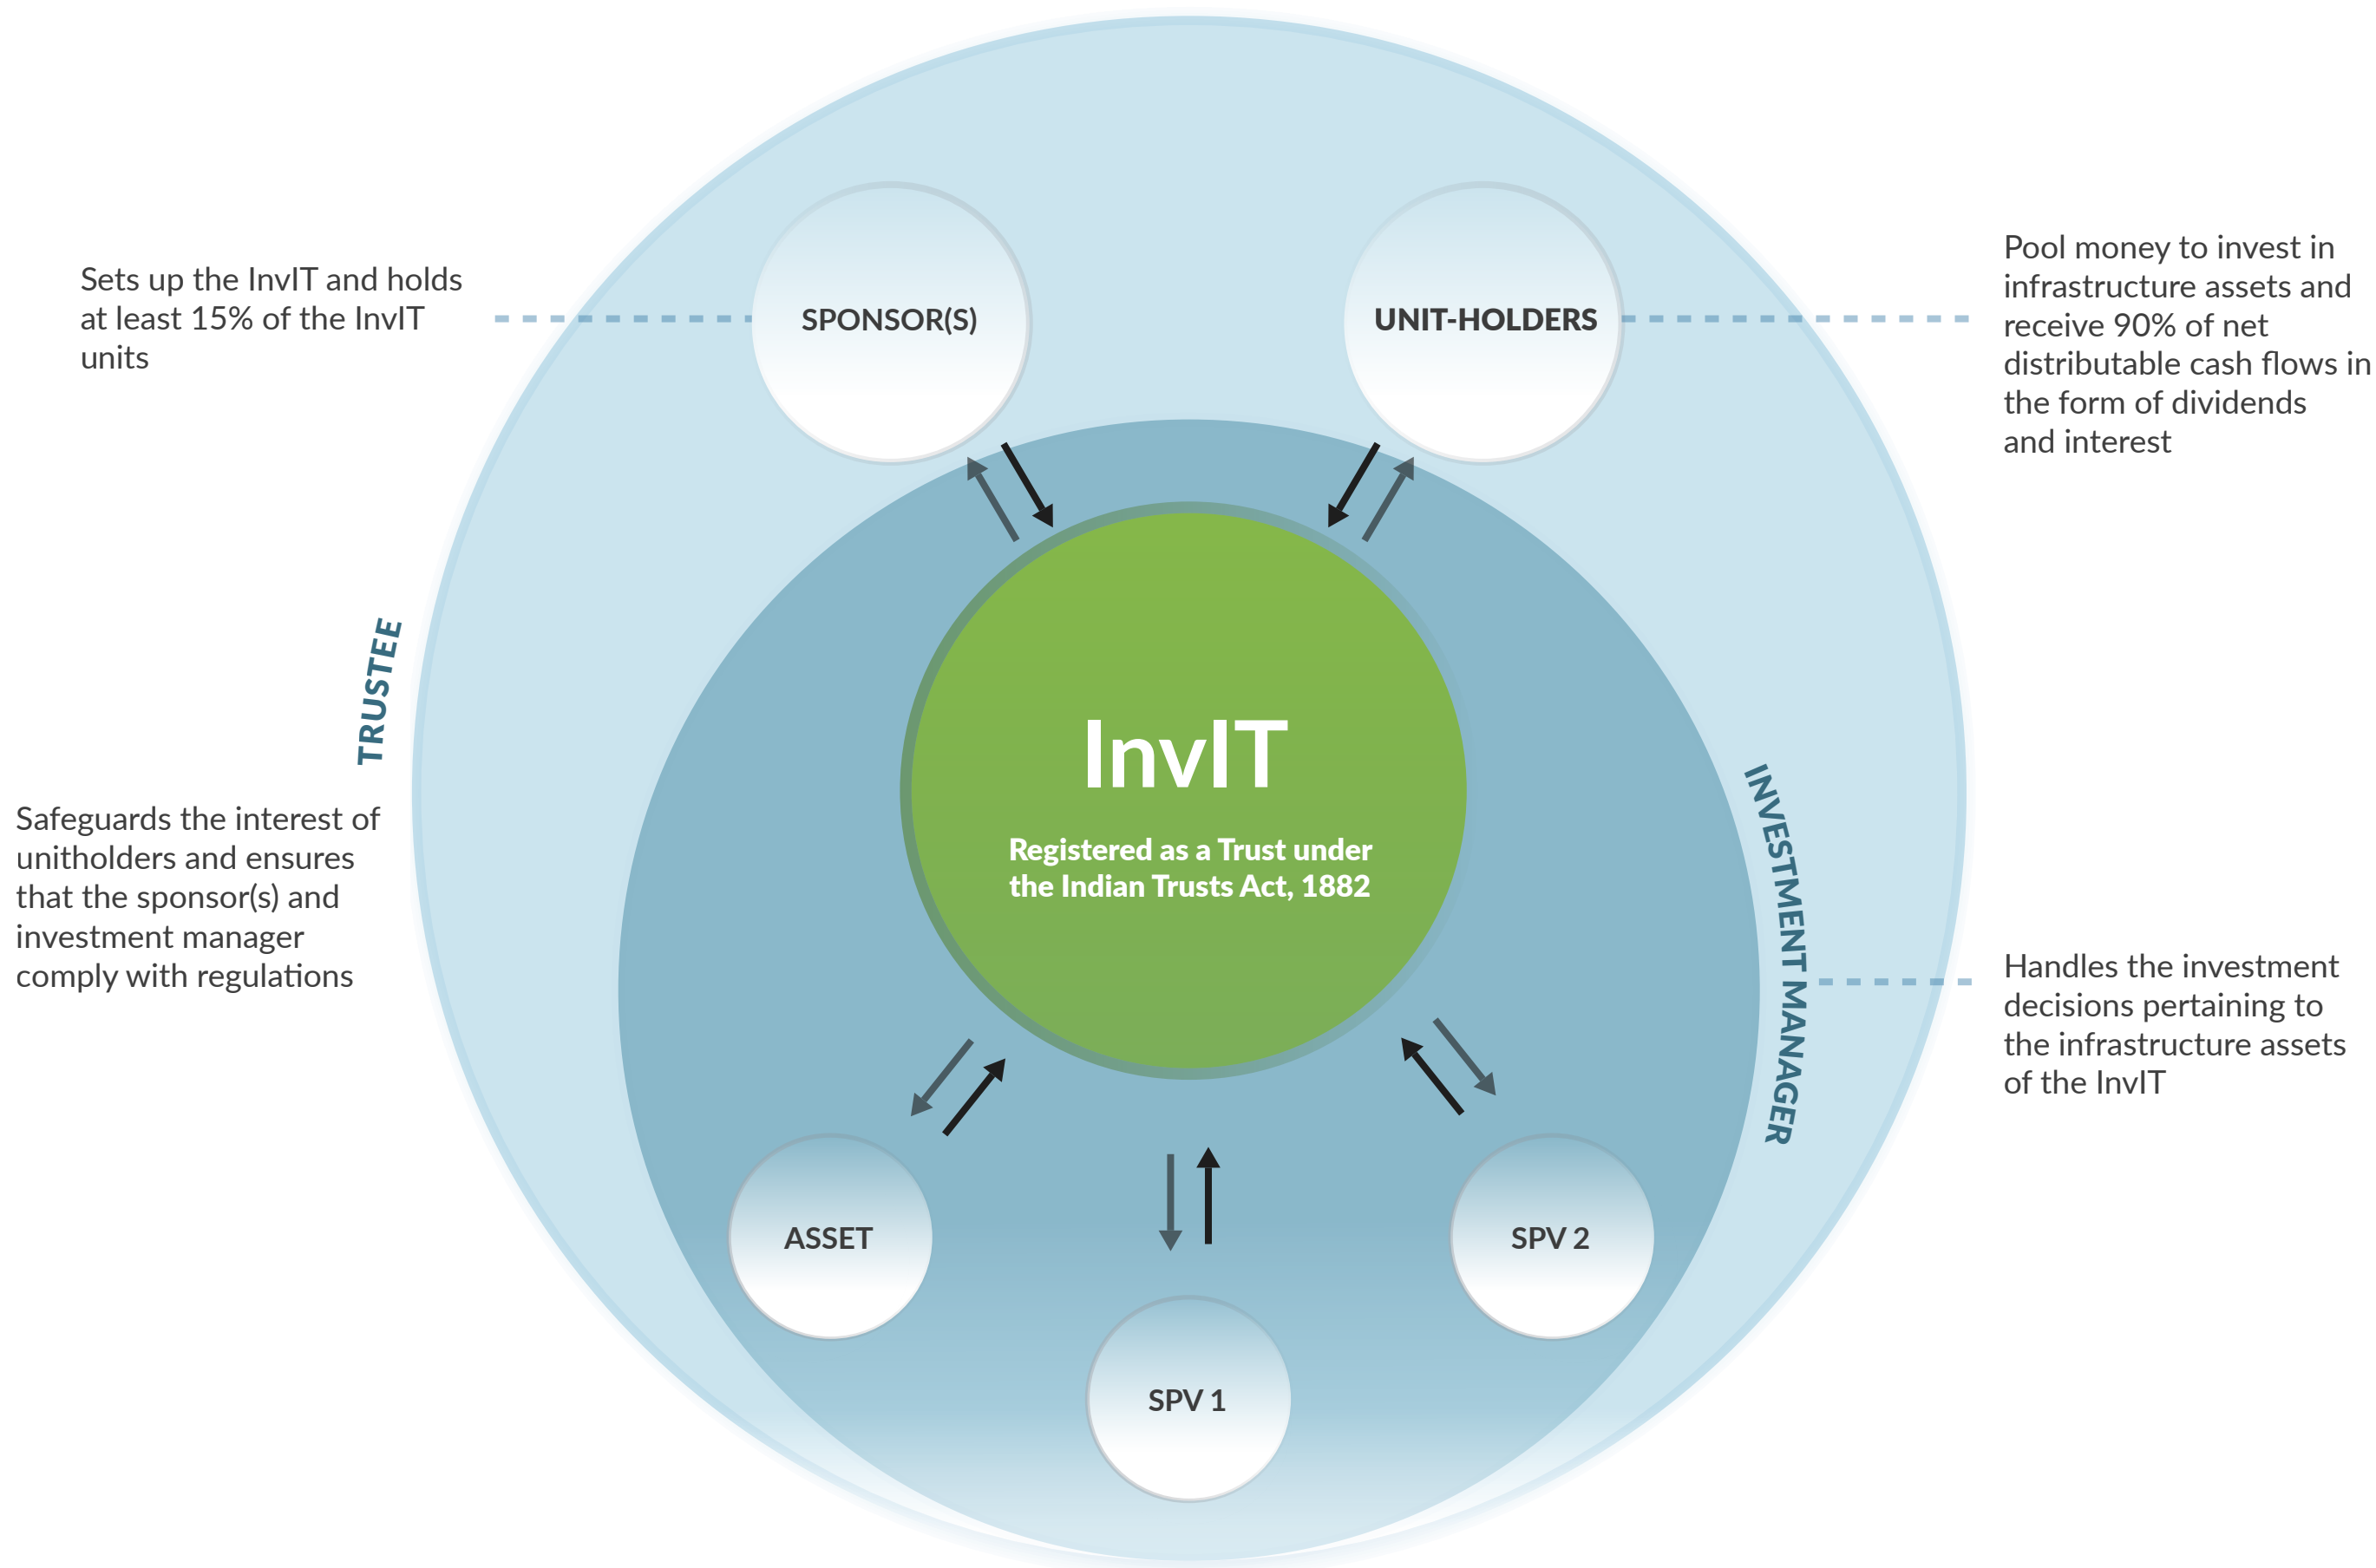 Sets up the InvIT and holds
at least 15% of the InvIT
units
SPONSOR(S)
UNIT-HOLDERS
Pool money to invest in
infrastructure assets and
receive 90% of net
distributable cash flows in
the form of dividends
and interest
TRUSTEE
Safeguards the interest of
unitholders and ensures
that the sponsor(s) and
investment manager
comply with regulations
InvIT
Registered as a Trust under
the Indian Trusts Act, 1882
INVESTMENT MANAGER
Handles the investment
decisions pertaining to
the infrastructure assets
of the InvIT
ASSET
SPV 1
SPV 2